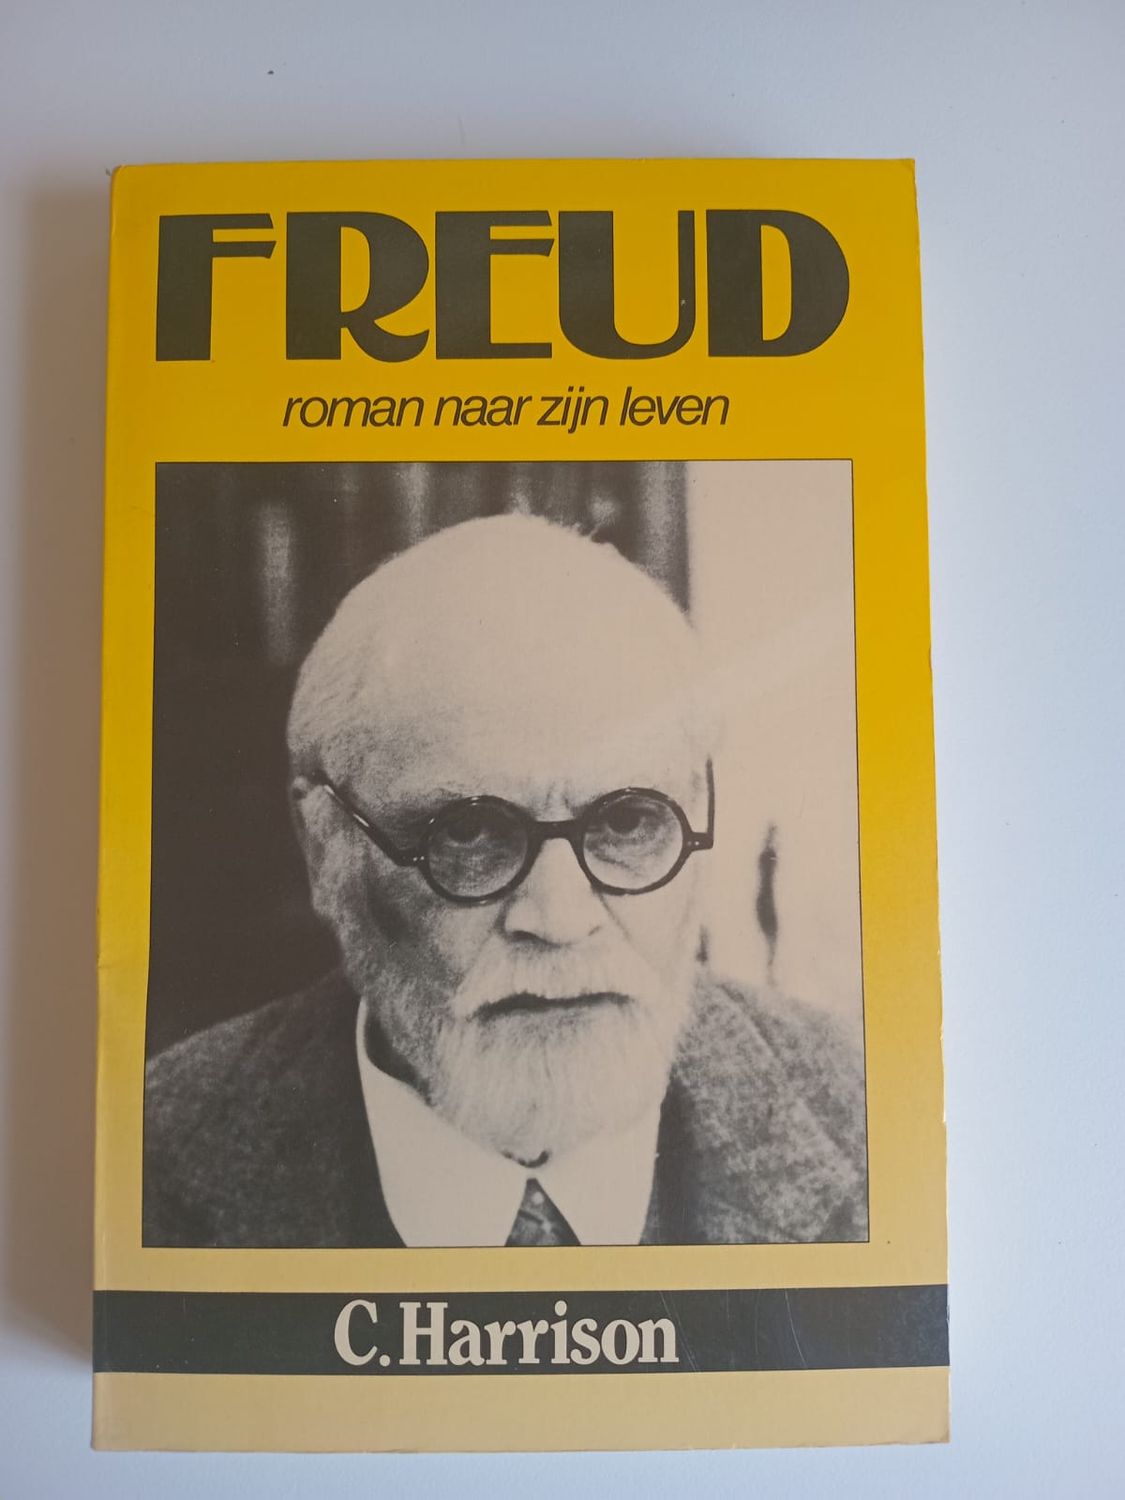 FREUD
roman naar zijn leven
C. Harrison